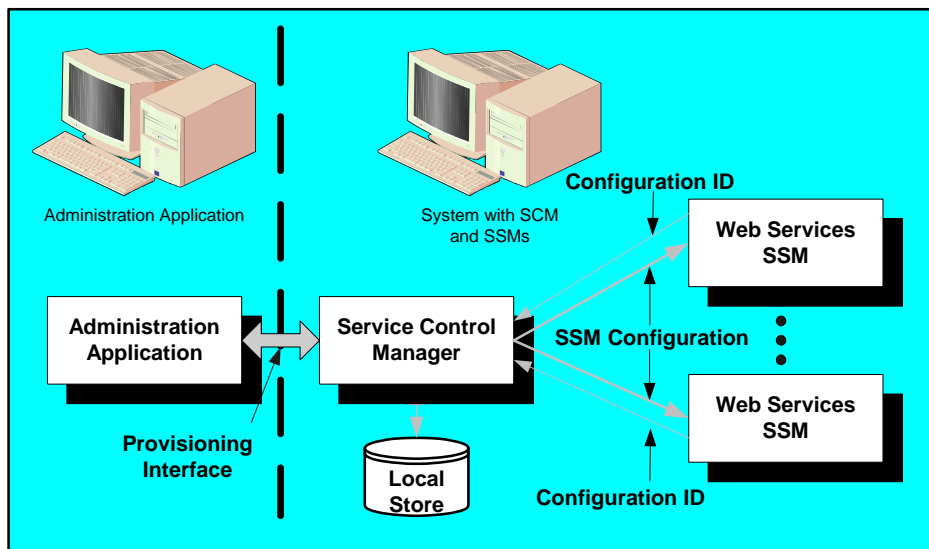 Administration Application
System with SCM
and SSMs
Configuration ID
Web Services
SSM
Administration
Application
Service Control
Manager
SSM Configuration
Web Services
SSM
Provisioning
Interface
Local
Store
Configuration ID